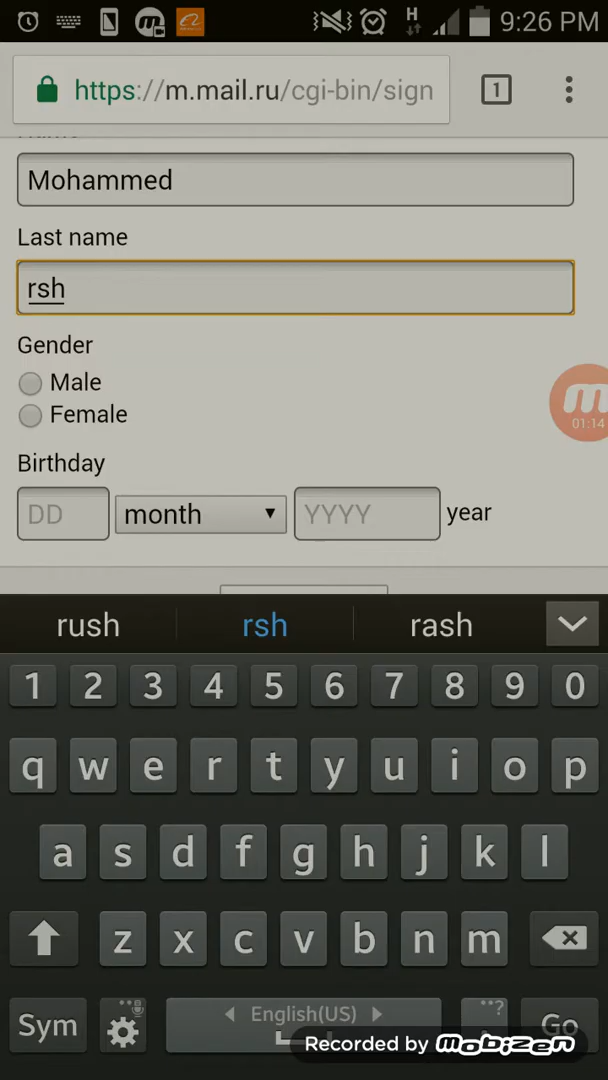 H 9:26 PM
https://m.mail.ru/cgi-bin/sign 1
Mohammed
Last name
rsh
Gender
Male
Female
01:14
Birthday
DD month YYYY year
rush rsh rash
1 2 3 4 5 6 7 8 9 0
q w e r t y u i o p
a s d f g h j k l
z x c v b n m
Sym English(US) Go
Recorded by mobizen